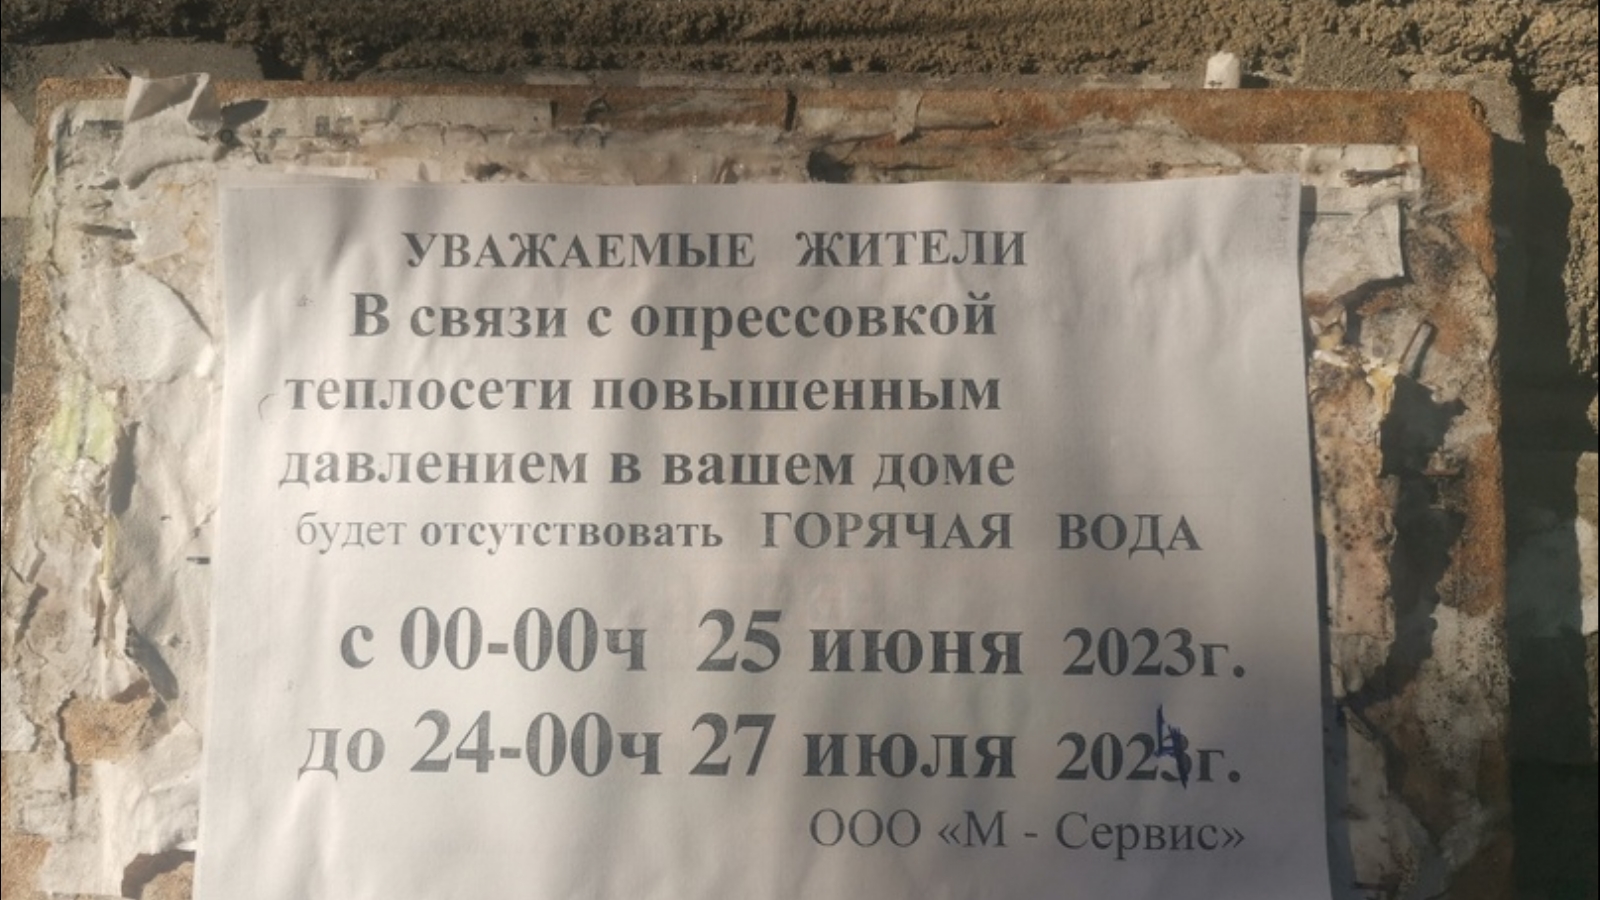 УВАЖАЕМЫЕ ЖИТЕЛИ
В связи с опрессовкой
теплосети повышенным
давлением в вашем доме
будет отсутствовать ГОРЯЧАЯ ВОДА
с 00-00ч 25 июня 2023г.
до 24-00ч 27 июля 2024г.
ООО «М - Сервис»